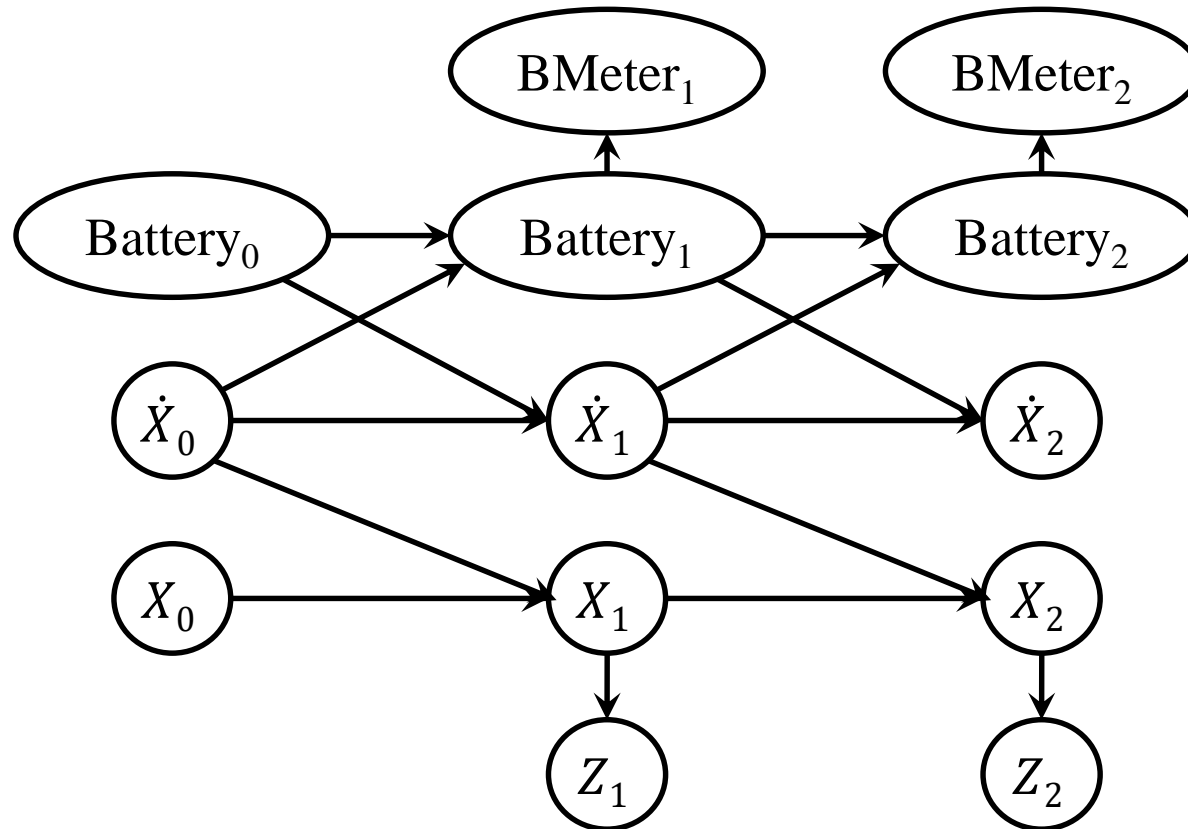 BMeter₁ BMeter₂
Battery₀ Battery₁ Battery₂
Ẋ₀ Ẋ₁ Ẋ₂
X₀ X₁ X₂
Z₁ Z₂